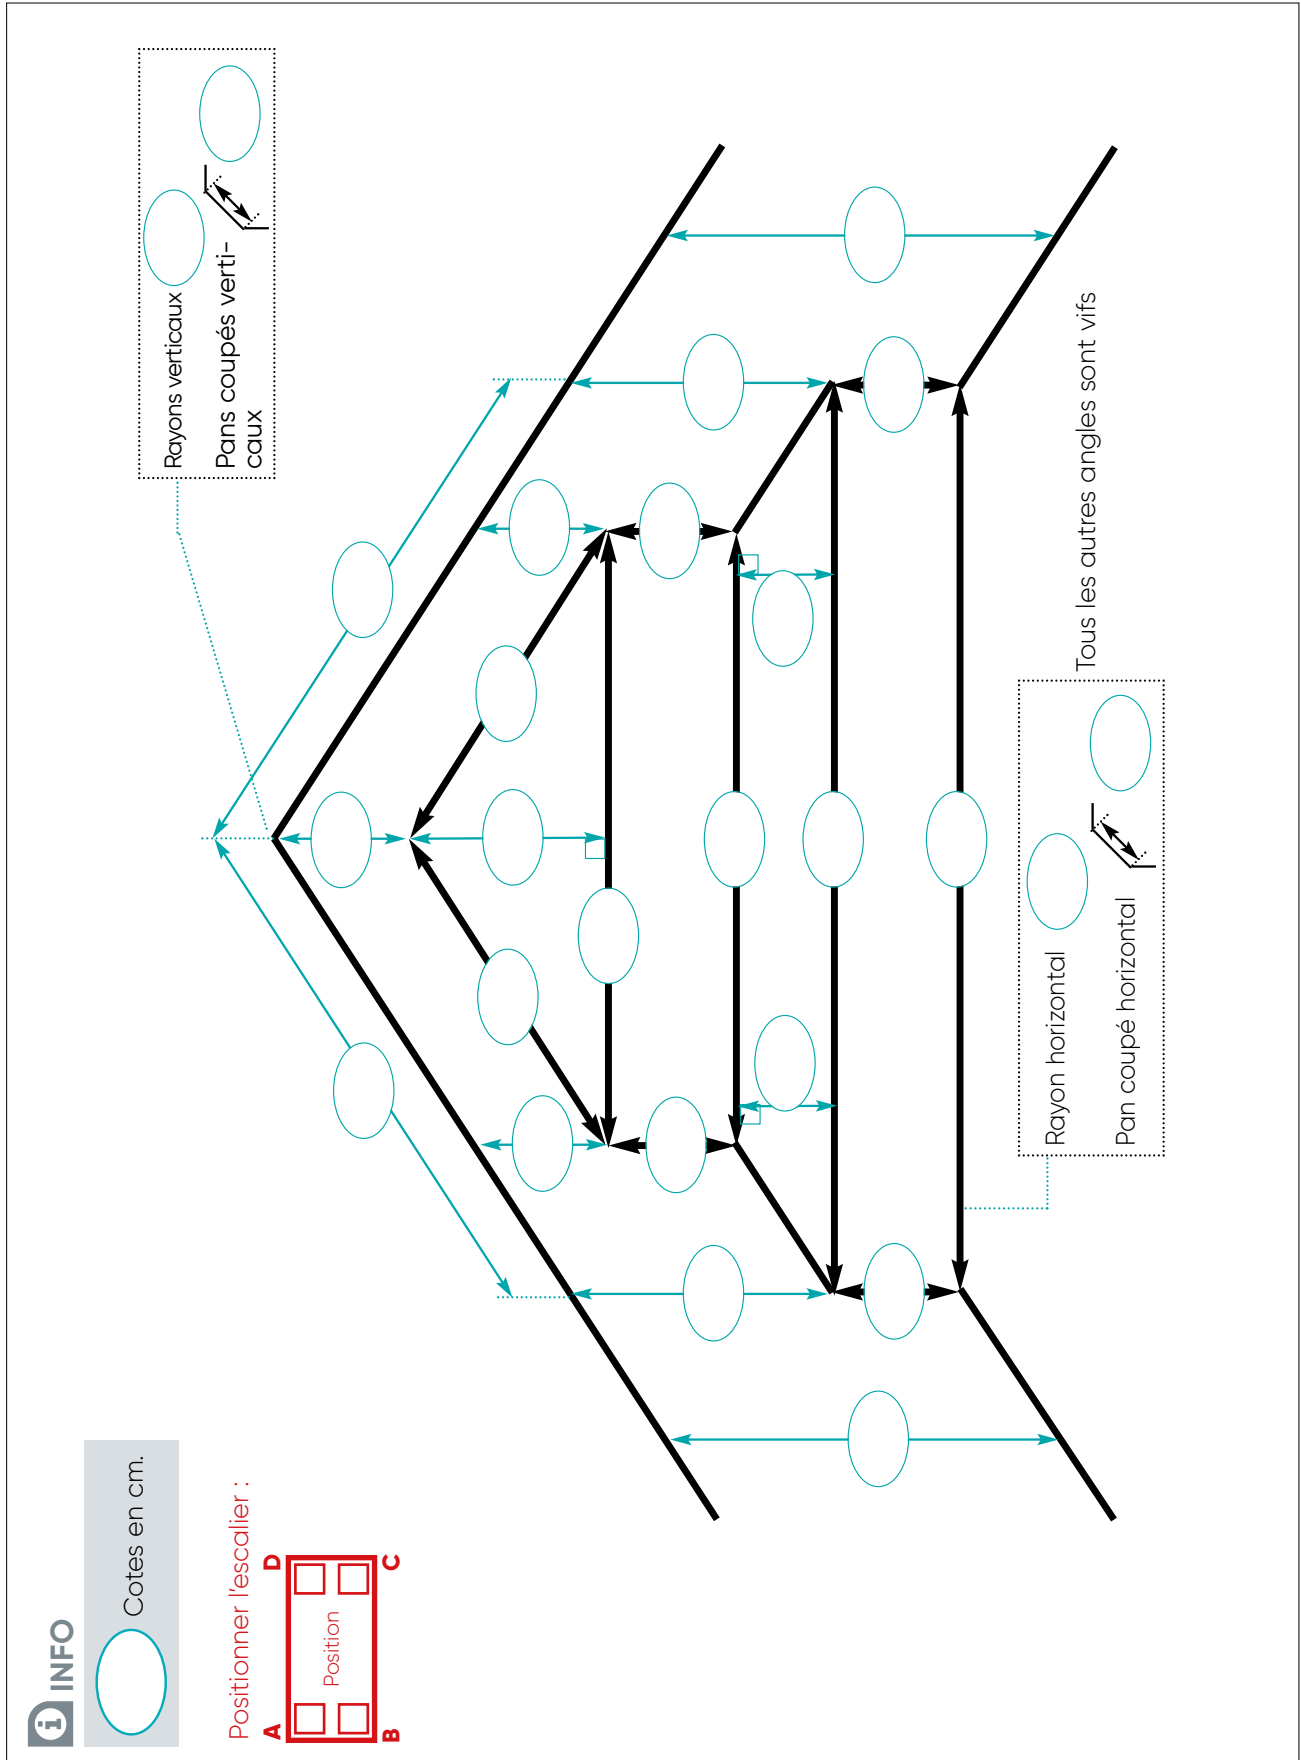 INFO
Cotes en cm.
Positionner l'escalier :
A
D
Position
B
C
Rayons verticaux
Pans coupés verti-
caux
Rayon horizontal
Pan coupé horizontal
Tous les autres angles sont vifs